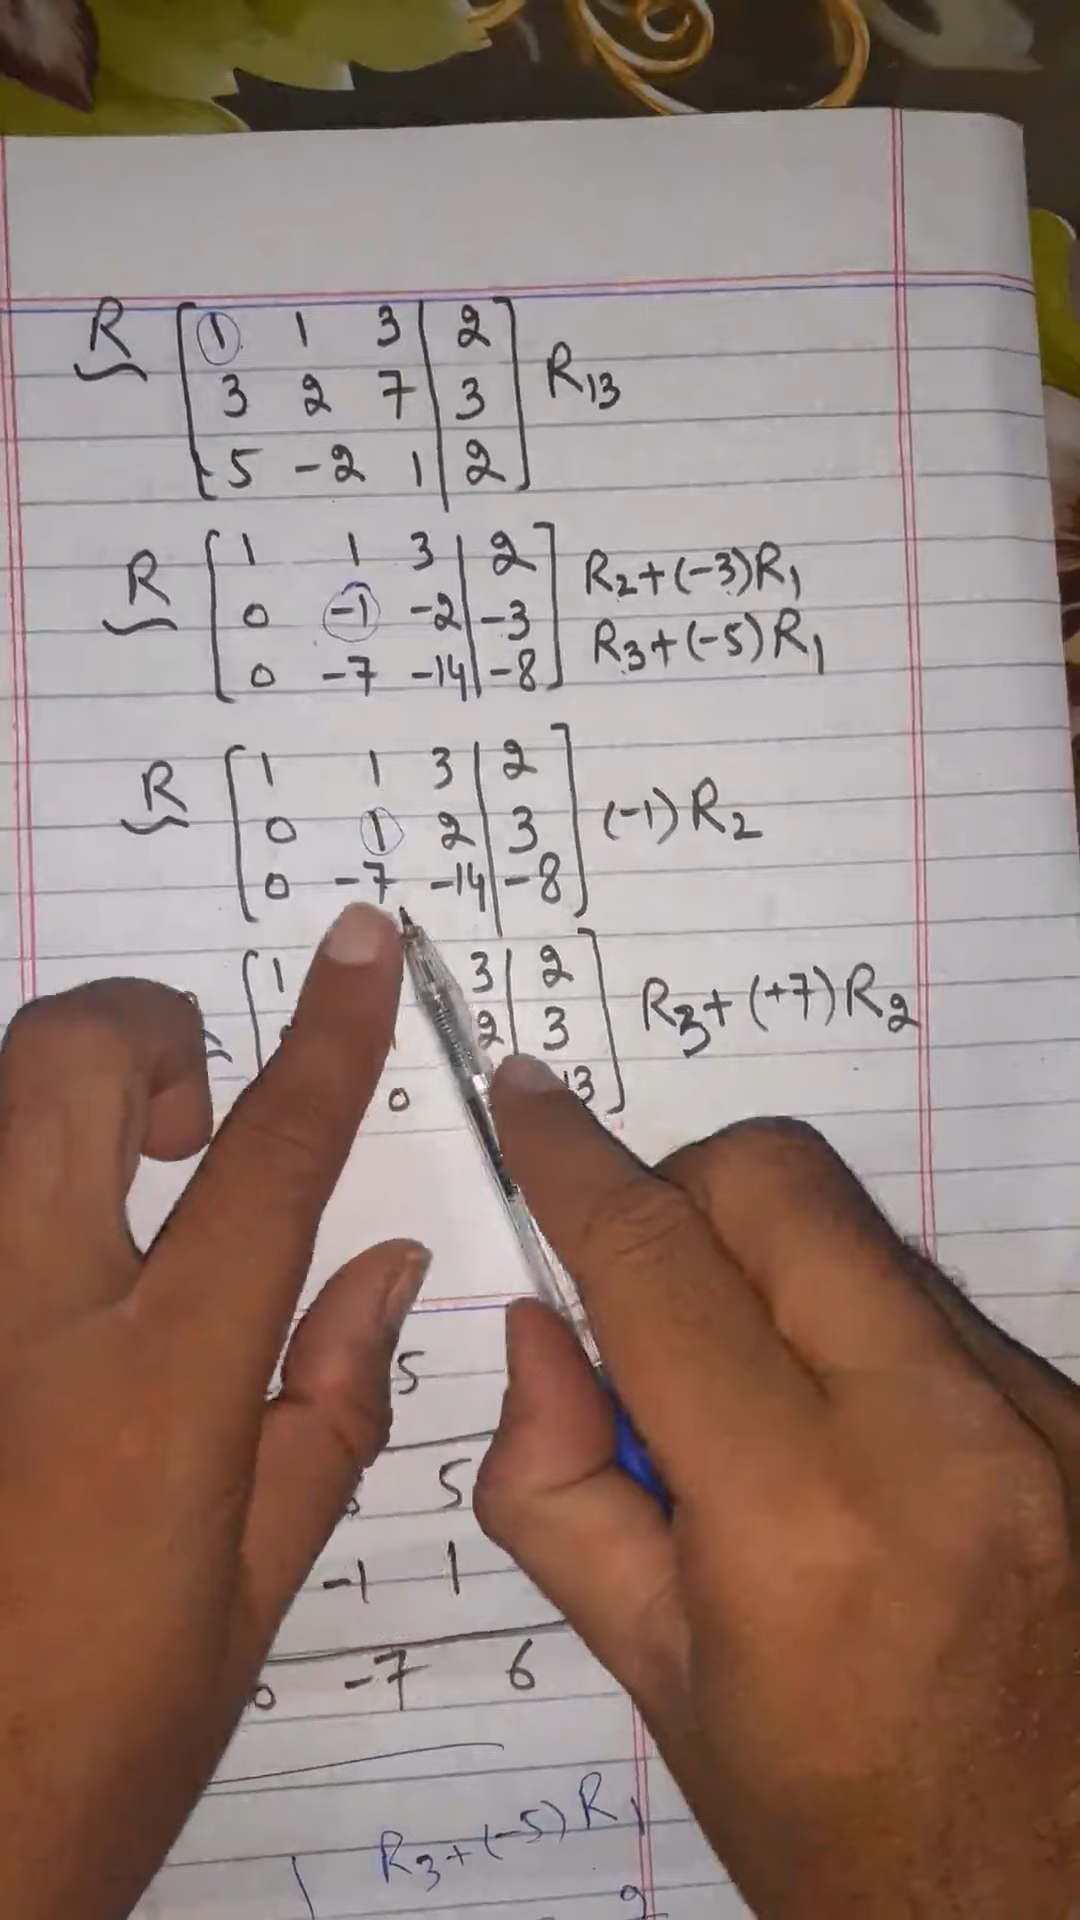 R [ 1 1 3 | 2 ] R13
3 2 7 | 3
5 -2 1 | 2
R [ 1 1 3 | 2 ] R2+(-3)R1
0 -1 -2 | -3 R3+(-5)R1
0 -7 -14 | -8
R [ 1 1 3 | 2 ]
0 1 2 | 3 (-1)R2
0 -7 -14 | -8
[ 1 3 | 2 ]
2 | 3 R3+(+7)R2
0 13
5
5
-1 1
0 -7 6
R3+(-5)R1